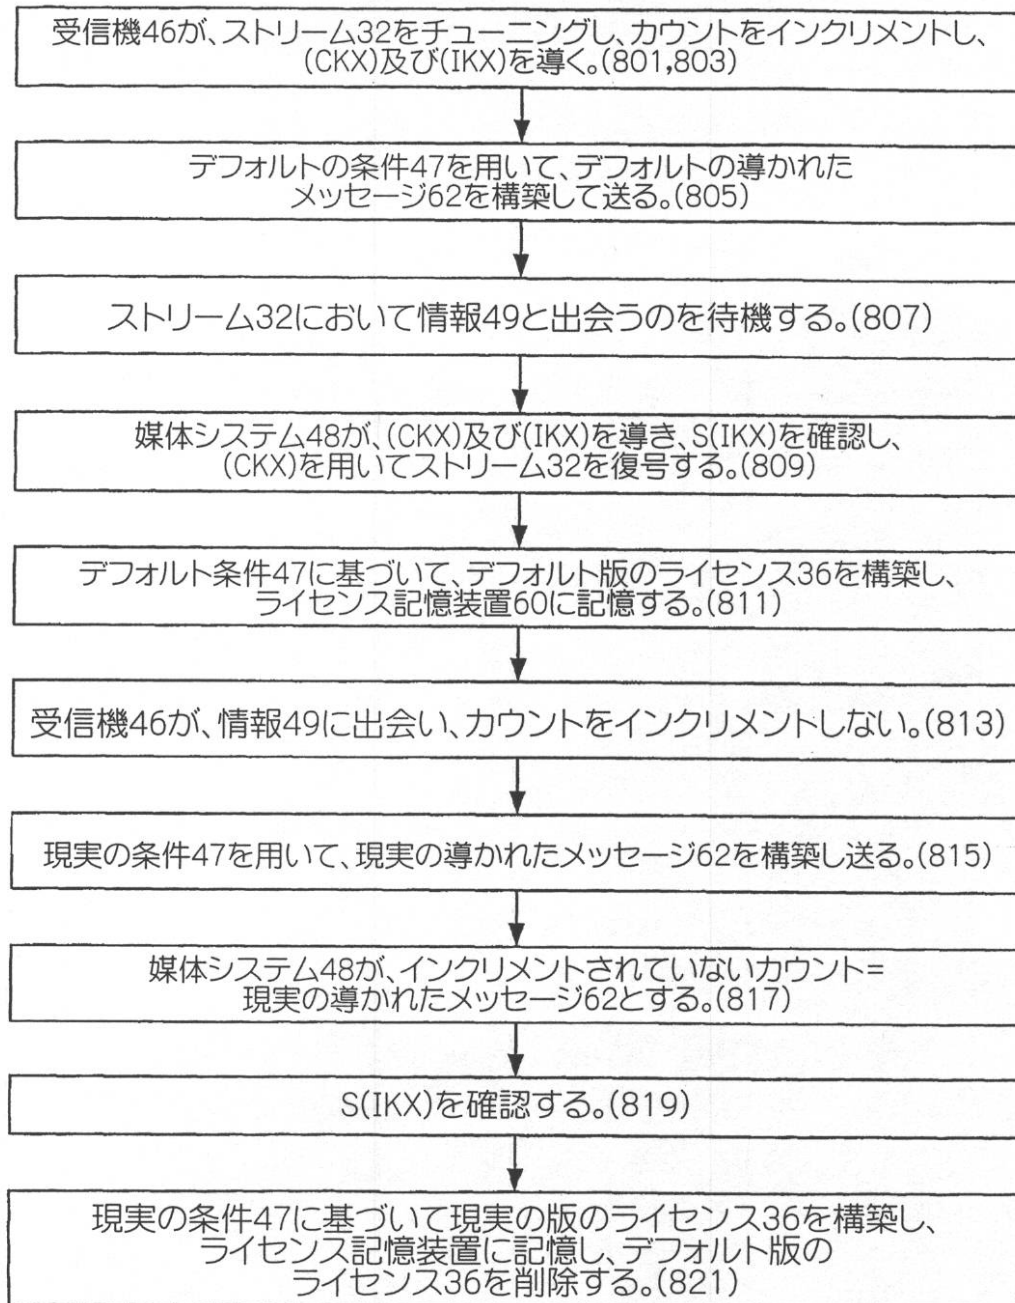 受信機46が、ストリーム32をチューニングし、カウントをインクリメントし、
(CKX)及び(IKX)を導く。(801,803)
デフォルトの条件47を用いて、デフォルトの導かれた
メッセージ62を構築して送る。(805)
ストリーム32において情報49と出会うのを待機する。(807)
媒体システム48が、(CKX)及び(IKX)を導き、S(IKX)を確認し、
(CKX)を用いてストリーム32を復号する。(809)
デフォルト条件47に基づいて、デフォルト版のライセンス36を構築し、
ライセンス記憶装置60に記憶する。(811)
受信機46が、情報49に出会い、カウントをインクリメントしない。(813)
現実の条件47を用いて、現実の導かれたメッセージ62を構築し送る。(815)
媒体システム48が、インクリメントされていないカウント=
現実の導かれたメッセージ62とする。(817)
S(IKX)を確認する。(819)
現実の条件47に基づいて現実の版のライセンス36を構築し、
ライセンス記憶装置に記憶し、デフォルト版の
ライセンス36を削除する。(821)